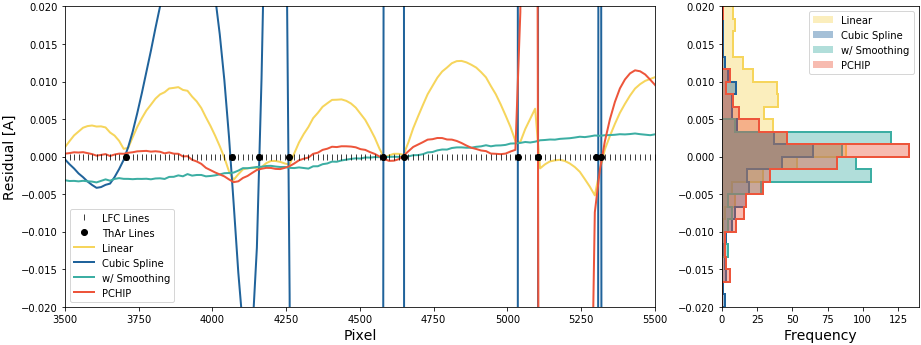 0.020
0.015
0.010
0.005
0.000
−0.005
−0.010
−0.015
−0.020
Residual [A]
LFC Lines
ThAr Lines
Linear
Cubic Spline
w/ Smoothing
PCHIP
3500
3750
4000
4250
4500
4750
5000
5250
5500
Pixel
0.020
0.015
0.010
0.005
0.000
−0.005
−0.010
−0.015
−0.020
Linear
Cubic Spline
w/ Smoothing
PCHIP
0
25
50
75
100
125
Frequency